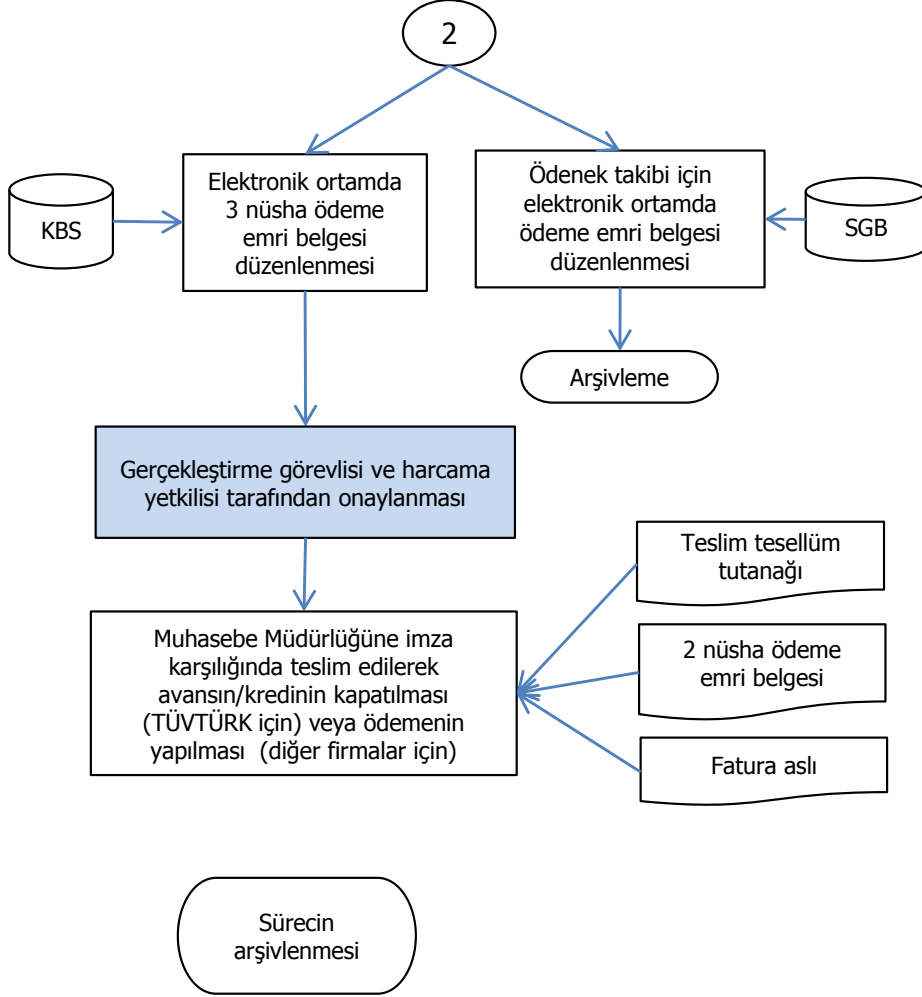 2
Elektronik ortamda
3 nüsha ödeme
emri belgesi
düzenlenmesi
Ödenek takibi için
elektronik ortamda
ödeme emri belgesi
düzenlenmesi
KBS
SGB
Arşivleme
Gerçekleştirme görevlisi ve harcama
yetkilisi tarafından onaylanması
Teslim tesellüm
tutanağı
Muhasebe Müdürlüğüne imza
karşılığında teslim edilerek
avansın/kredinin kapatılması
(TÜVTÜRK için) veya ödemenin
yapılması (diğer firmalar için)
2 nüsha ödeme
emri belgesi
Fatura aslı
Sürecin
arşivlenmesi